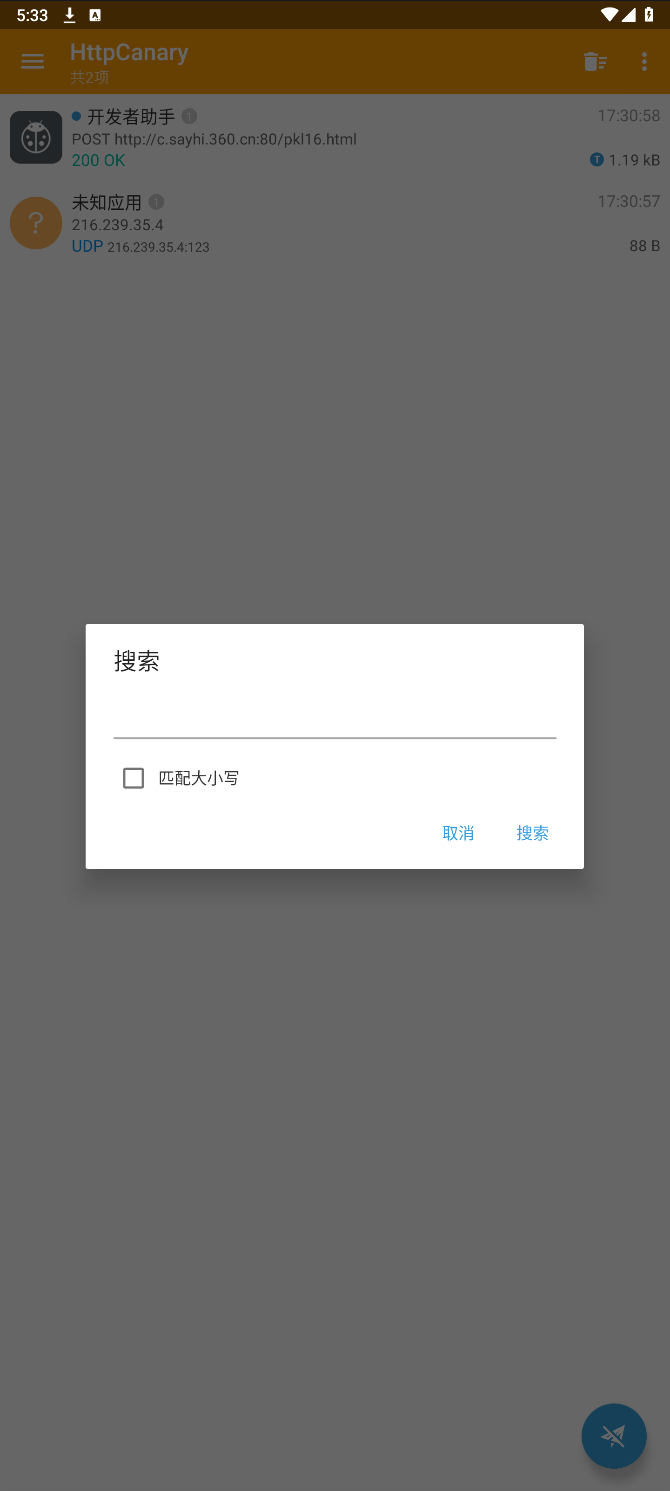 5:33
HttpCanary
共2项
开发者助手 1 17:30:58
POST http://c.sayhi.360.cn:80/pkl16.html
200 OK T 1.19 kB
未知应用 1 17:30:57
? 216.239.35.4
UDP 216.239.35.4:123 88 B
搜索
匹配大小写
取消 搜索